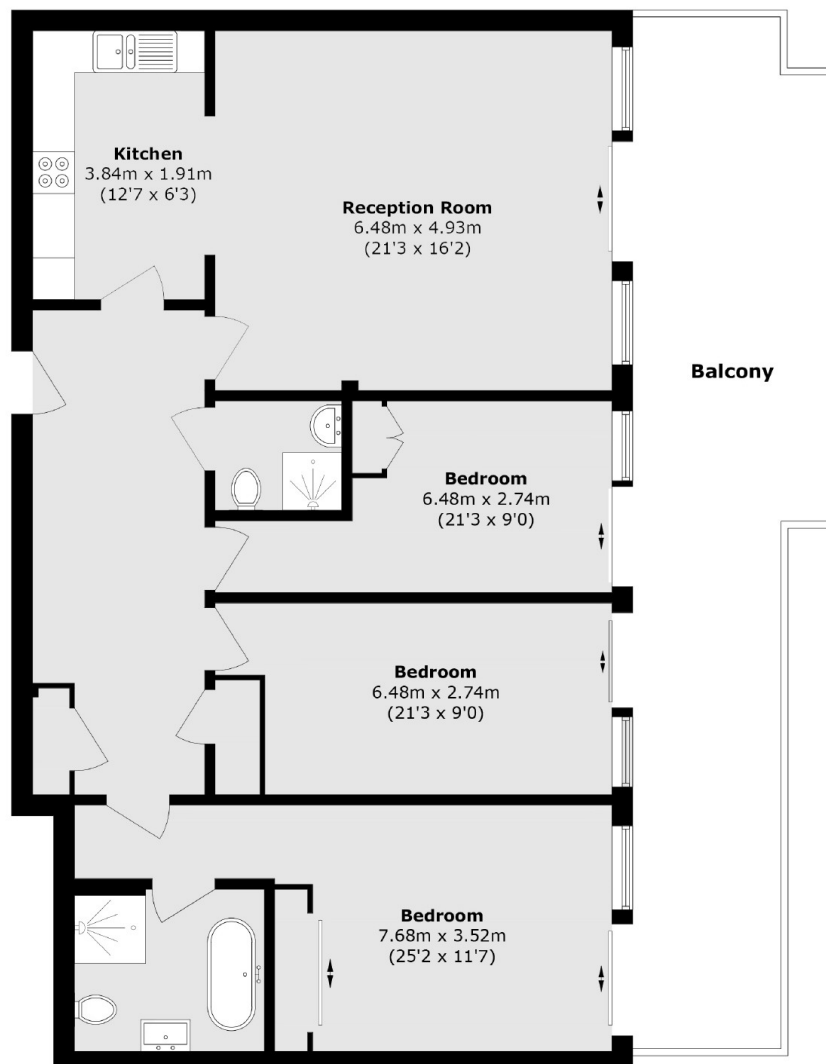 Kitchen
3.84m x 1.91m
(12'7 x 6'3)
Reception Room
6.48m x 4.93m
(21'3 x 16'2)
Balcony
Bedroom
6.48m x 2.74m
(21'3 x 9'0)
Bedroom
6.48m x 2.74m
(21'3 x 9'0)
Bedroom
7.68m x 3.52m
(25'2 x 11'7)